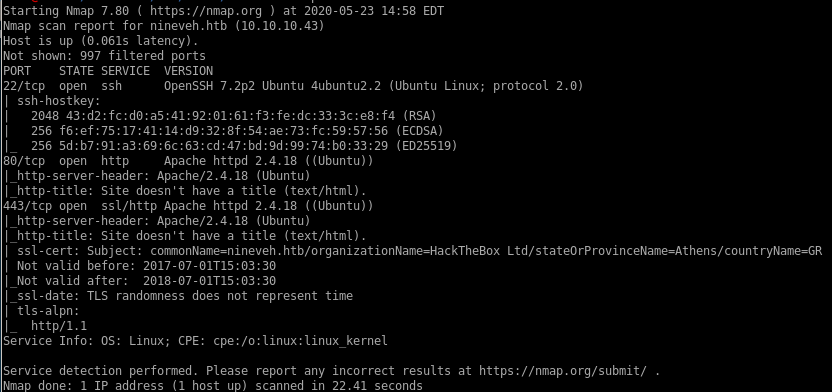 Starting Nmap 7.80 ( https://nmap.org ) at 2020-05-23 14:58 EDT
Nmap scan report for nineveh.htb (10.10.10.43)
Host is up (0.061s latency).
Not shown: 997 filtered ports
PORT    STATE SERVICE  VERSION
22/tcp  open  ssh      OpenSSH 7.2p2 Ubuntu 4ubuntu2.2 (Ubuntu Linux; protocol 2.0)
| ssh-hostkey:
|   2048 43:d2:fc:d0:a5:41:92:01:61:f3:fe:dc:33:3c:e8:f4 (RSA)
|   256 f6:ef:75:17:41:14:d9:32:8f:54:ae:73:fc:59:57:56 (ECDSA)
|_  256 5d:b7:91:a3:69:6c:63:cd:47:bd:9d:99:74:b0:33:29 (ED25519)
80/tcp  open  http     Apache httpd 2.4.18 ((Ubuntu))
|_http-server-header: Apache/2.4.18 (Ubuntu)
|_http-title: Site doesn't have a title (text/html).
443/tcp open  ssl/http Apache httpd 2.4.18 ((Ubuntu))
|_http-server-header: Apache/2.4.18 (Ubuntu)
|_http-title: Site doesn't have a title (text/html).
| ssl-cert: Subject: commonName=nineveh.htb/organizationName=HackTheBox Ltd/stateOrProvinceName=Athens/countryName=GR
| Not valid before: 2017-07-01T15:03:30
|_Not valid after:  2018-07-01T15:03:30
|_ssl-date: TLS randomness does not represent time
| tls-alpn:
|_  http/1.1
Service Info: OS: Linux; CPE: cpe:/o:linux:linux_kernel
Service detection performed. Please report any incorrect results at https://nmap.org/submit/ .
Nmap done: 1 IP address (1 host up) scanned in 22.41 seconds